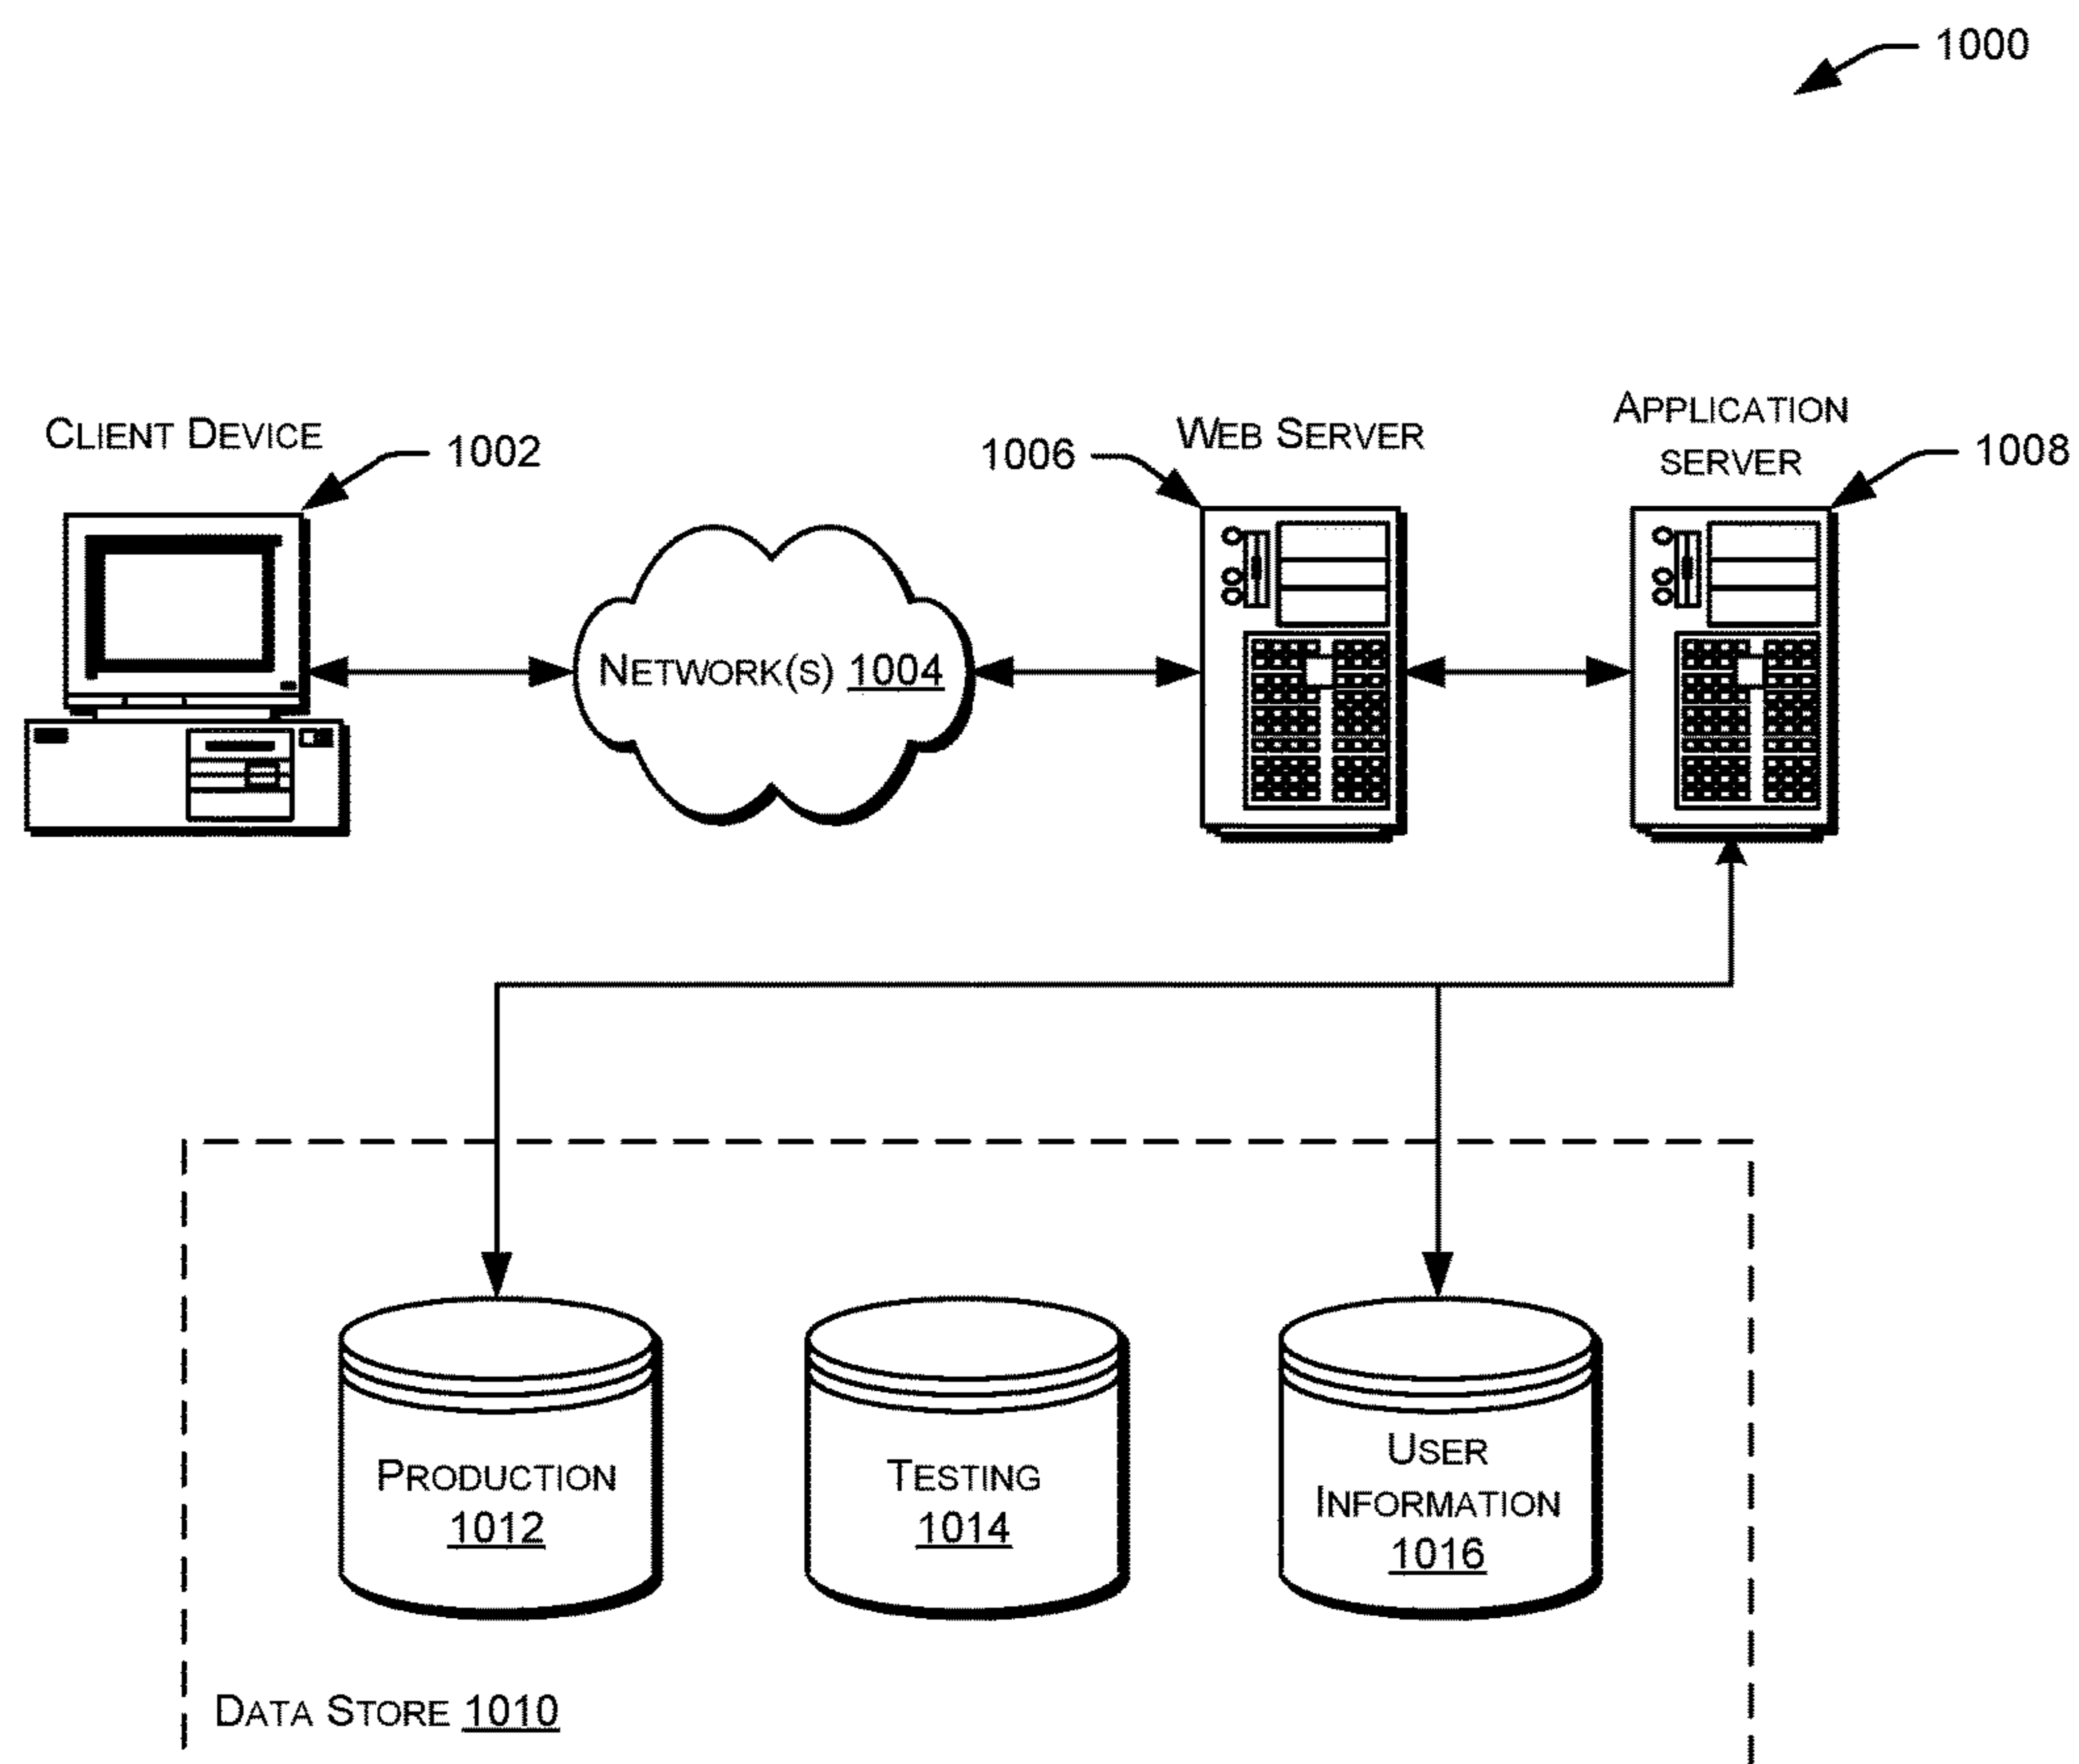 1000
CLIENT DEVICE
1002
1006
WEB SERVER
APPLICATION
SERVER
1008
NETWORK(S) 1004
PRODUCTION
1012
TESTING
1014
USER
INFORMATION
1016
DATA STORE 1010